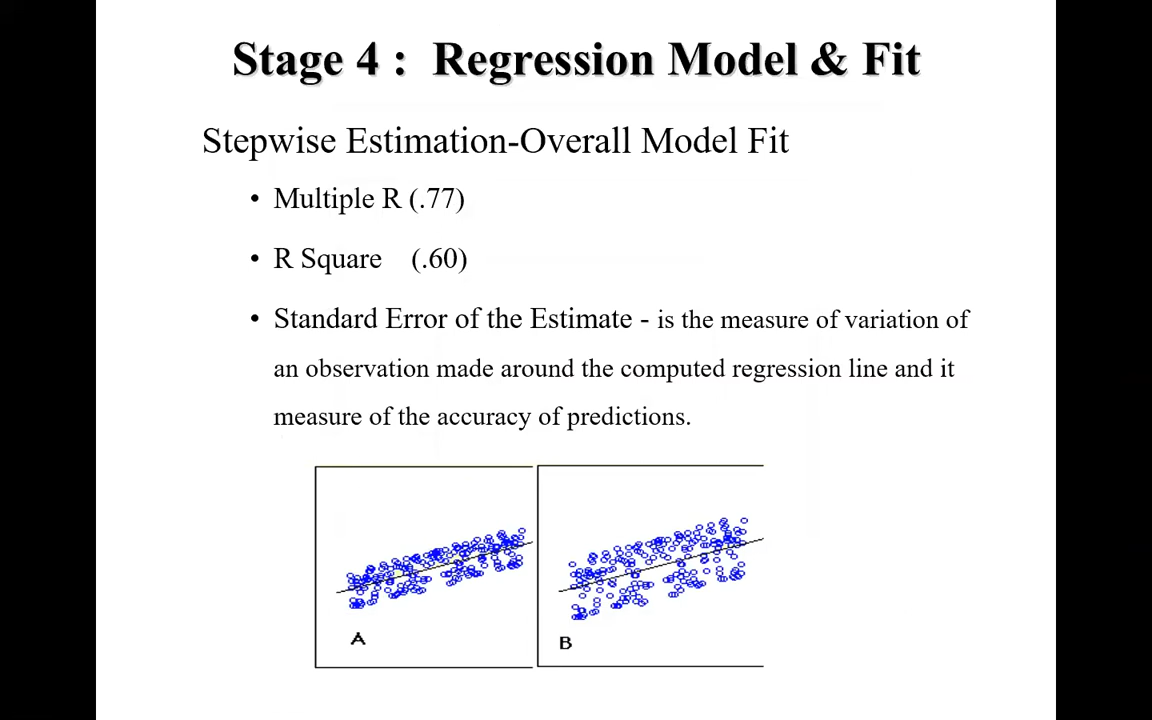 Stage 4 : Regression Model & Fit
Stepwise Estimation-Overall Model Fit
• Multiple R (.77)
• R Square (.60)
• Standard Error of the Estimate - is the measure of variation of
an observation made around the computed regression line and it
measure of the accuracy of predictions.
A
B